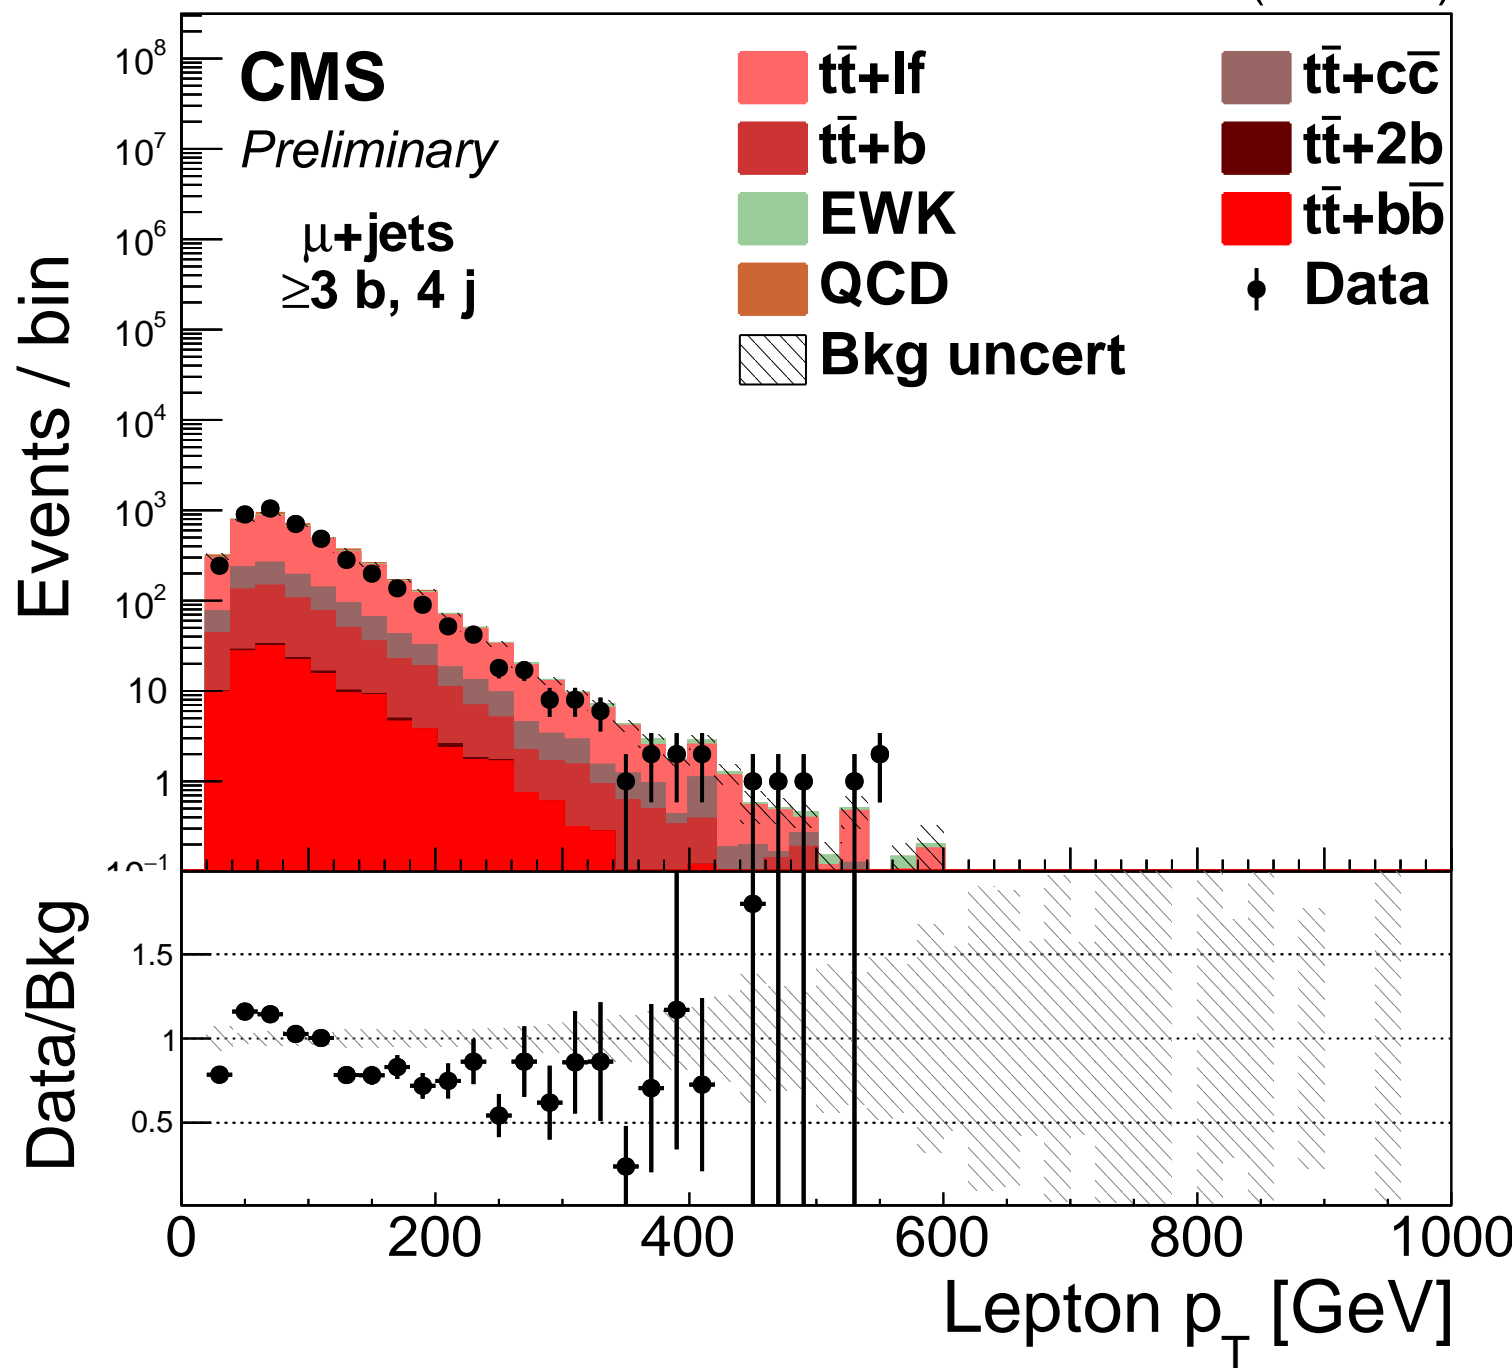 CMS
Preliminary
μ+jets
≥3 b, 4 j
tt̄+lf
tt̄+cc̄
tt̄+b
tt̄+2b
EWK
tt̄+bb̄
QCD
Data
Bkg uncert
Events / bin
10⁸
10⁷
10⁶
10⁵
10⁴
10³
10²
10
1
10⁻¹
Data/Bkg
1.5
1
0.5
0 200 400 600 800 1000
Lepton p_T [GeV]